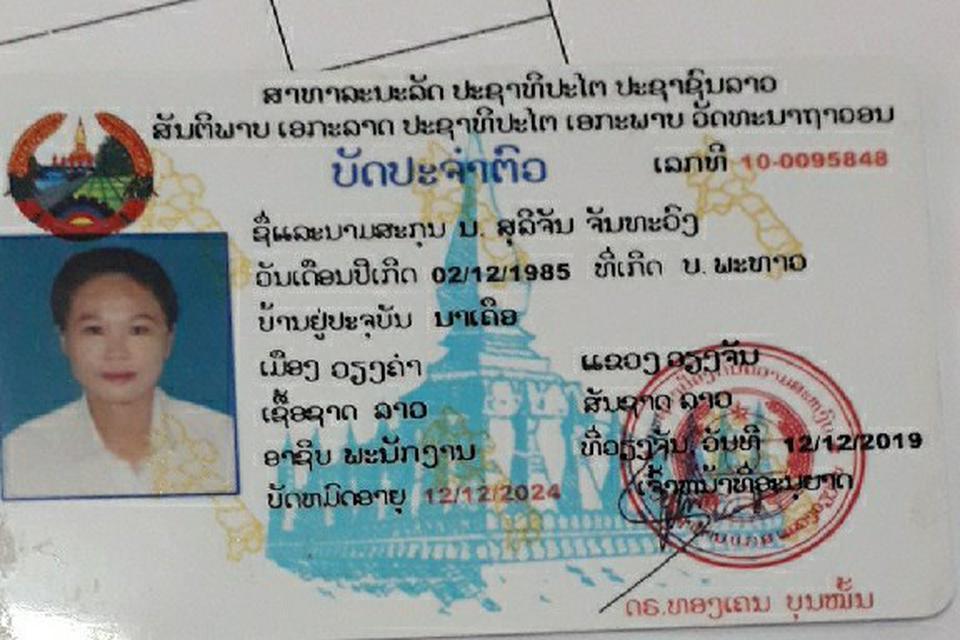 ສາທາລະນະລັດ ປະຊາທິປະໄຕ ປະຊາຊົນລາວ
ສັນຕິພາບ ເອກະລາດ ປະຊາທິປະໄຕ ເອກະພາບ ວັດທະນາຖາວອນ
ບັດປະຈຳຕົວ ເລກທີ 10-0095848
ຊື່ແລະນາມສະກຸນ ນ. ສຸລິຈັນ ຈັນທະວົງ
ວັນເດືອນປີເກີດ 02/12/1985 ທີ່ເກີດ ບ. ພະທາວ
ບ້ານຢູ່ປະຈຸບັນ ນາເຄືອ
ເມືອງ ວຽງຄຳ ແຂວງ ວຽງຈັນ
ເຊື້ອຊາດ ລາວ ສັນຊາດ ລາວ
ອາຊີບ ພະນັກງານ ທີ່ວຽງຈັນ, ວັນທີ 12/12/2019
ບັດຫມົດອາຍຸ 12/12/2024 ເຈົ້າຫນ້າທີ່ອະນຸຍາດ
ດຣ.ທອງເຄນ ບຸນໝັ້ນ